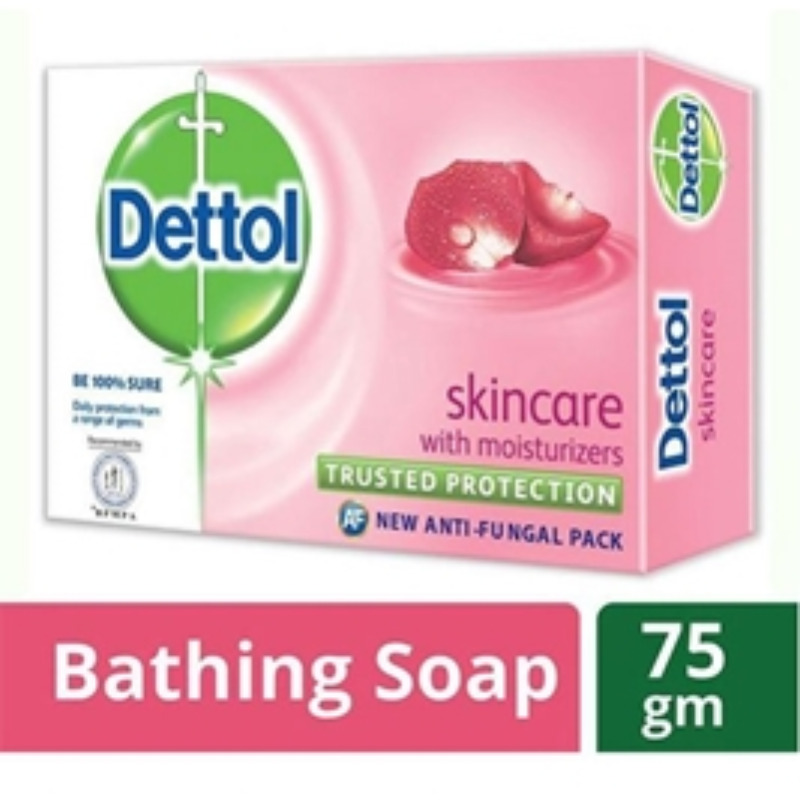 Dettol
BE 100% SURE
Daily protection from
a range of germs
Recommended by
skincare
with moisturizers
TRUSTED PROTECTION
AF NEW ANTI-FUNGAL PACK
Dettol
Dettol
skincare
Bathing Soap
75
gm